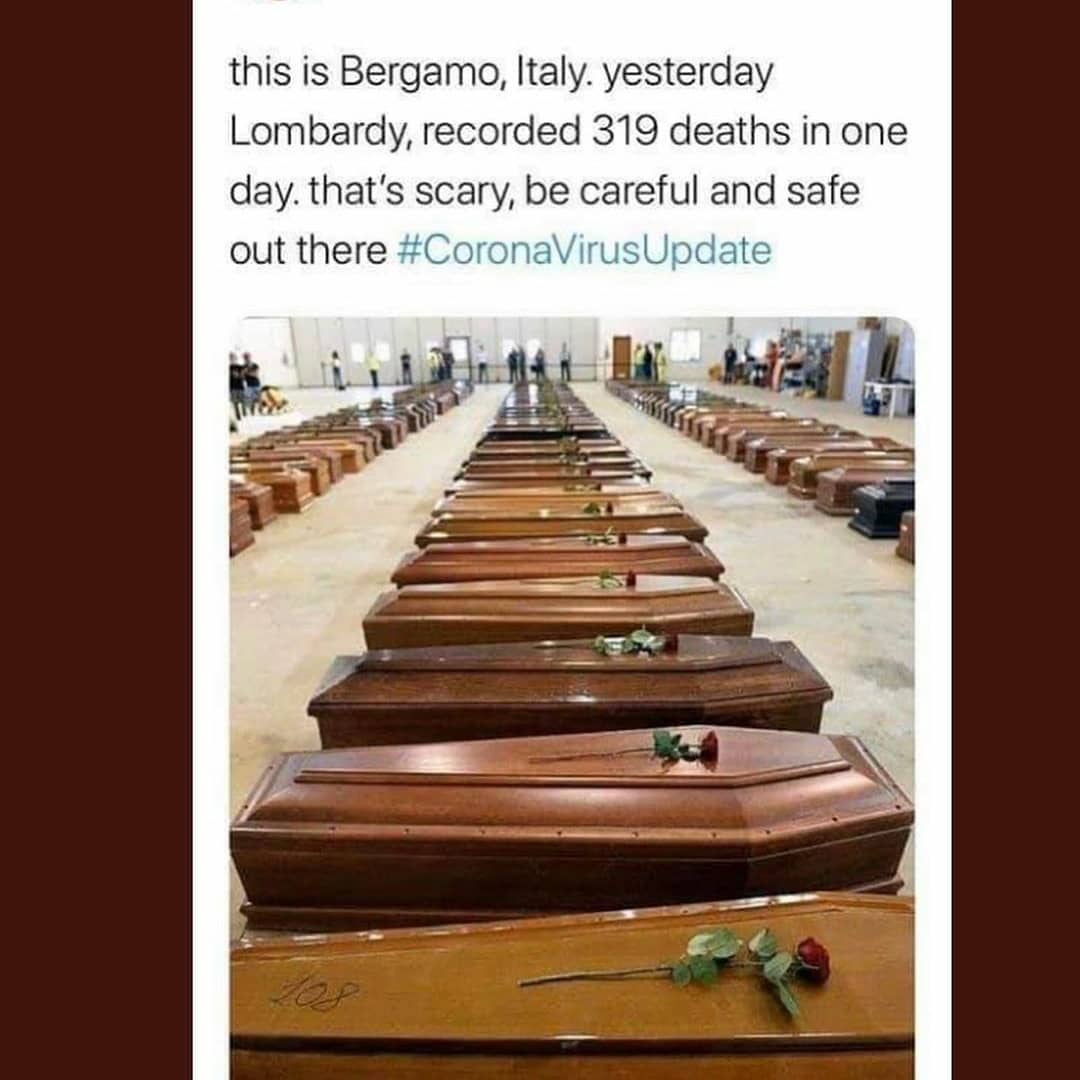 this is Bergamo, Italy. yesterday
Lombardy, recorded 319 deaths in one
day. that's scary, be careful and safe
out there #CoronaVirusUpdate
108